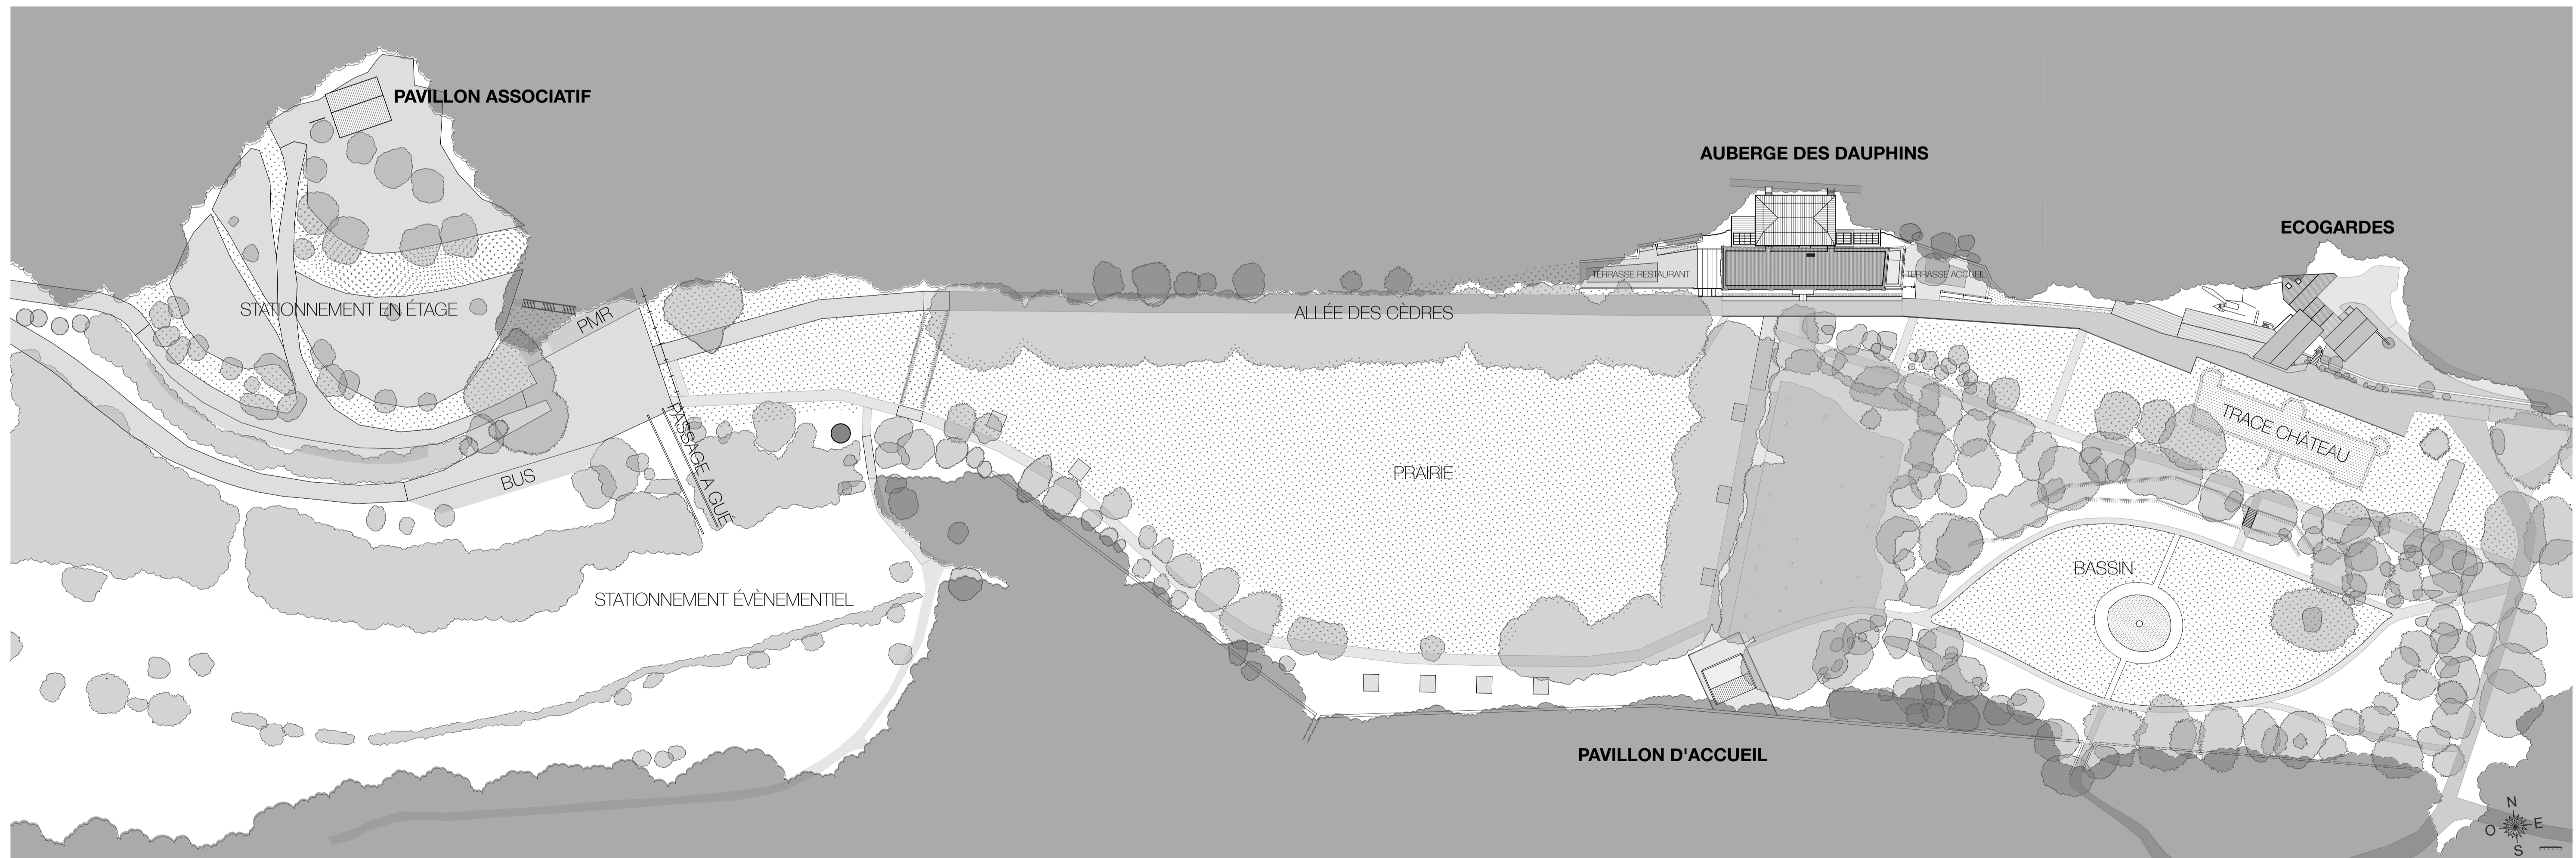 PAVILLON ASSOCIATIF
AUBERGE DES DAUPHINS
ECOGARDES
TERRASSE RESTAURANT
TERRASSE ACCUEIL
STATIONNEMENT EN ÉTAGE
PMR
ALLÉE DES CÈDRES
TRACE CHÂTEAU
PASSAGE A GUÉ
BUS
PRAIRIE
BASSIN
STATIONNEMENT ÉVÈNEMENTIEL
PAVILLON D'ACCUEIL
N
O E
S